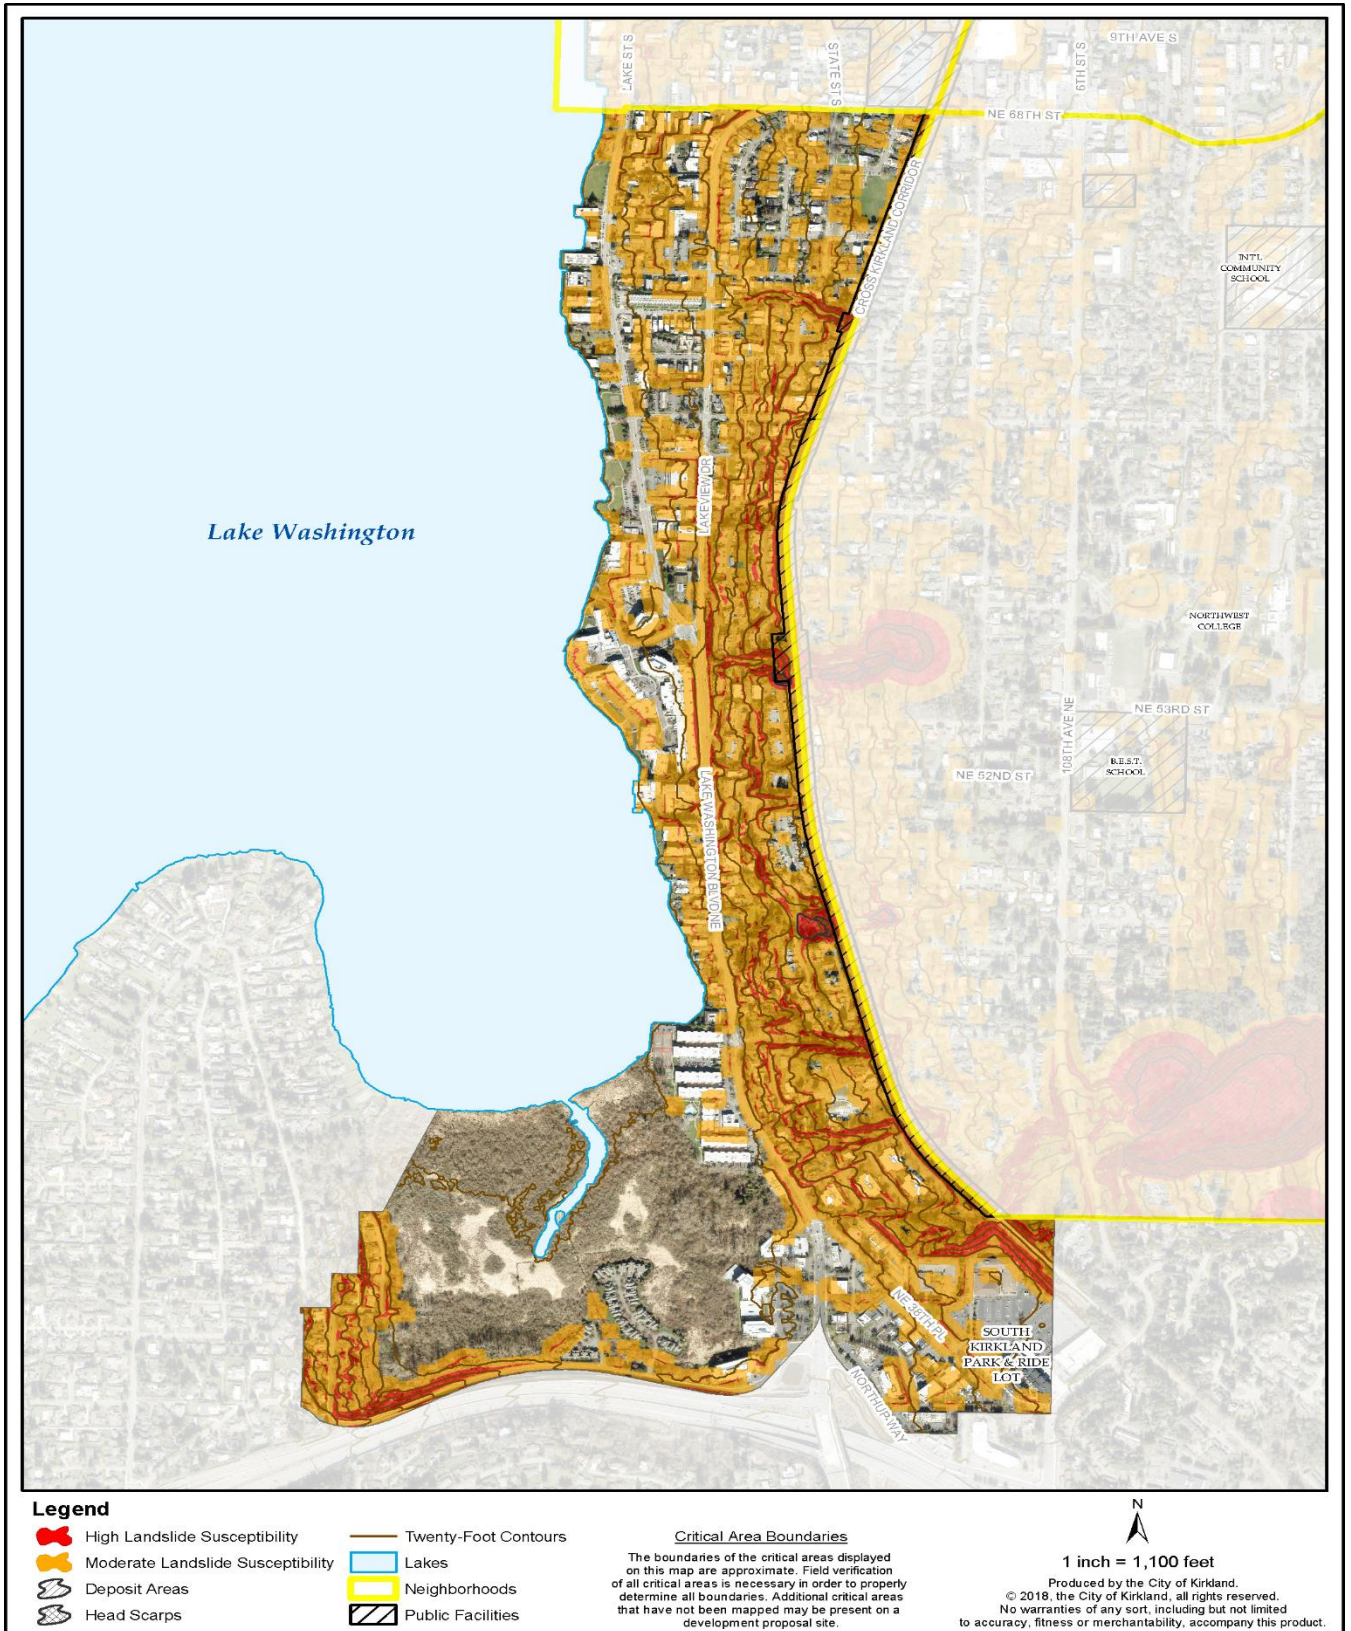 LAKE ST S
STATE ST S
6TH ST S
9TH AVE S
NE 68TH ST
CROSS KIRKLAND CORRIDOR
INT'L
COMMUNITY
SCHOOL
LAKEVIEW DR
Lake Washington
NORTHWEST
COLLEGE
108TH AVE NE
NE 53RD ST
B.E.S.T.
SCHOOL
NE 52ND ST
LAKE WASHINGTON BLVD NE
NE 38TH PL
SOUTH
KIRKLAND
PARK & RIDE
LOT
NORTHUP WAY
Legend
High Landslide Susceptibility
Moderate Landslide Susceptibility
Deposit Areas
Head Scarps
Twenty-Foot Contours
Lakes
Neighborhoods
Public Facilities
Critical Area Boundaries
The boundaries of the critical areas displayed
on this map are approximate. Field verification
of all critical areas is necessary in order to properly
determine all boundaries. Additional critical areas
that have not been mapped may be present on a
development proposal site.
N
1 inch = 1,100 feet
Produced by the City of Kirkland.
© 2018, the City of Kirkland, all rights reserved.
No warranties of any sort, including but not limited
to accuracy, fitness or merchantability, accompany this product.